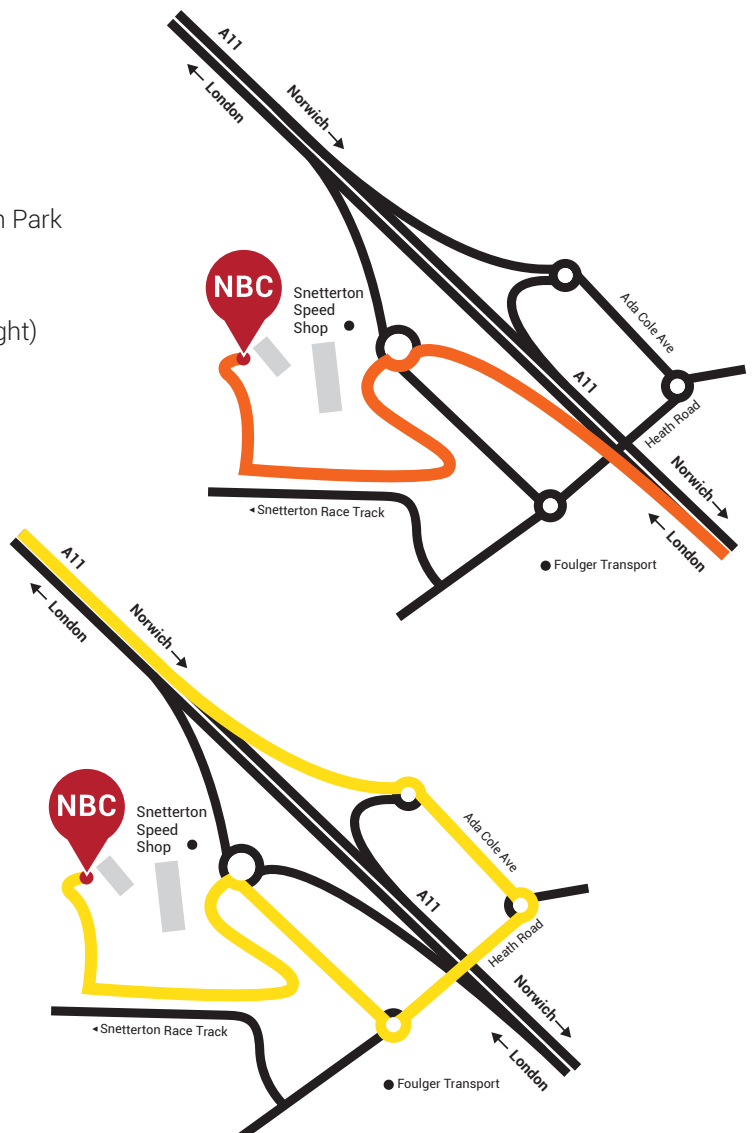 A11
London
Norwich
n Park
NBC
Snetterton
Speed
Shop
ght)
Ada Cole Ave
A11
Heath Road
Norwich
Snetterton Race Track
London
Foulger Transport
A11
London
Norwich
NBC
Snetterton
Speed
Shop
Ada Cole Ave
A11
Heath Road
Norwich
Snetterton Race Track
London
Foulger Transport